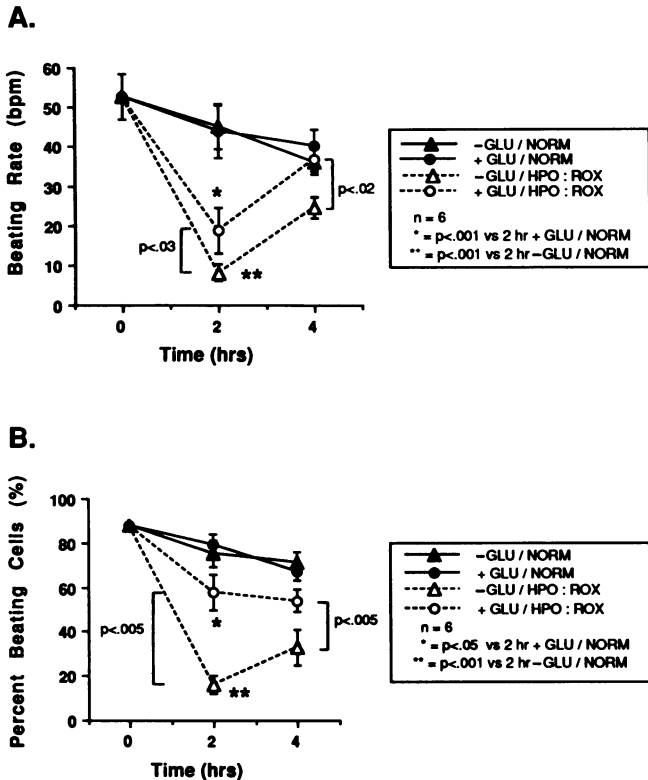 A.
Beating Rate (bpm)
60
50
40
30
20
10
0
p<.03
*
**
p<.02
0 2 4
Time (hrs)
–GLU / NORM
+ GLU / NORM
–GLU / HPO : ROX
+ GLU / HPO : ROX
n = 6
* = p<.001 vs 2 hr + GLU / NORM
** = p<.001 vs 2 hr –GLU / NORM
B.
Percent Beating Cells (%)
100
80
60
40
20
0
p<.005
*
**
p<.005
0 2 4
Time (hrs)
–GLU / NORM
+ GLU / NORM
–GLU / HPO : ROX
+ GLU / HPO : ROX
n = 6
* = p<.05 vs 2 hr + GLU / NORM
** = p<.001 vs 2 hr –GLU / NORM